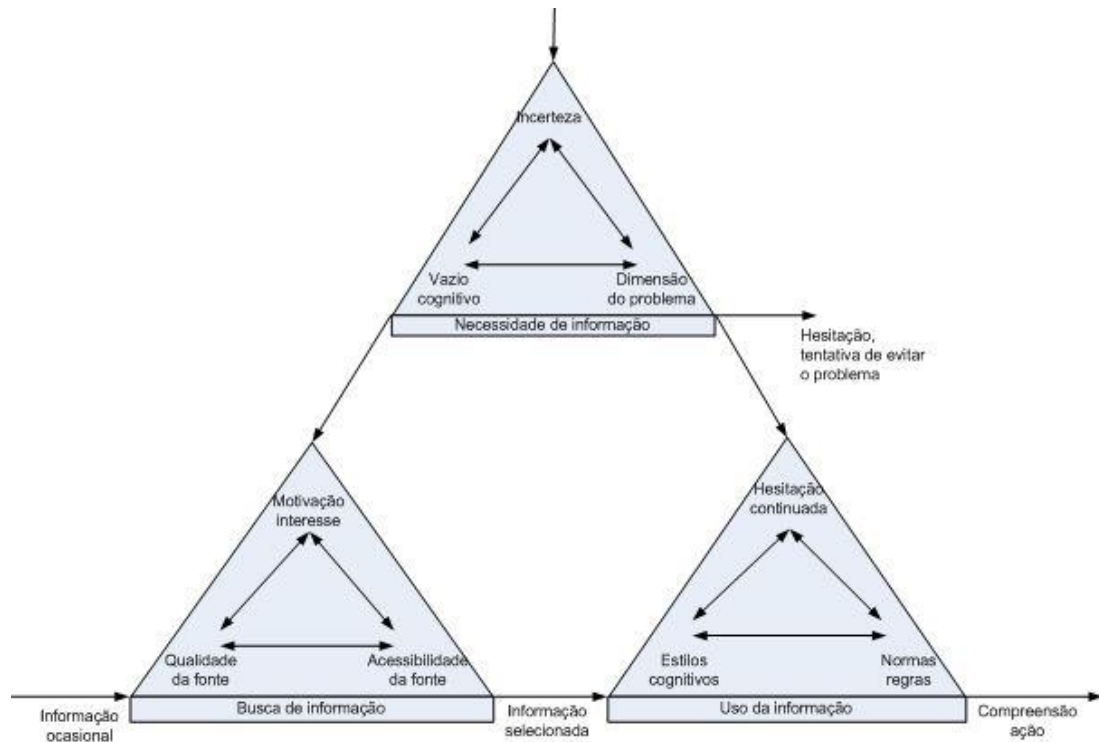 Incerteza
Vazio
cognitivo
Dimensão
do problema
Necessidade de informação
Hesitação,
tentativa de evitar
o problema
Motivação
interesse
Qualidade
da fonte
Acessibilidade
da fonte
Busca de informação
Hesitação
continuada
Estilos
cognitivos
Normas
regras
Uso da informação
Informação
ocasional
Informação
selecionada
Compreensão
ação